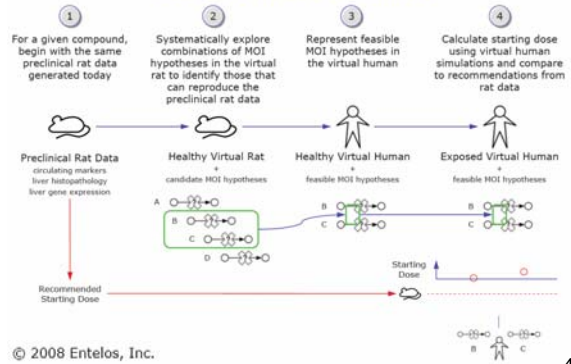 1
For a given compound,
begin with the same
preclinical rat data
generated today
2
Systematically explore
combinations of MOI
hypotheses in the virtual
rat to identify those that
can reproduce the
preclinical rat data
3
Represent feasible
MOI hypotheses in
the virtual human
4
Calculate starting dose
using virtual human
simulations and compare
to recommendations from
rat data
Preclinical Rat Data
circulating markers
liver histopathology
liver gene expression
Healthy Virtual Rat
+
candidate MOI hypotheses
Healthy Virtual Human
+
feasible MOI hypotheses
Exposed Virtual Human
+
feasible MOI hypotheses
A
B
C
D
B
C
B
C
Starting
Dose
Recommended
Starting Dose
B
C
© 2008 Entelos, Inc.
4